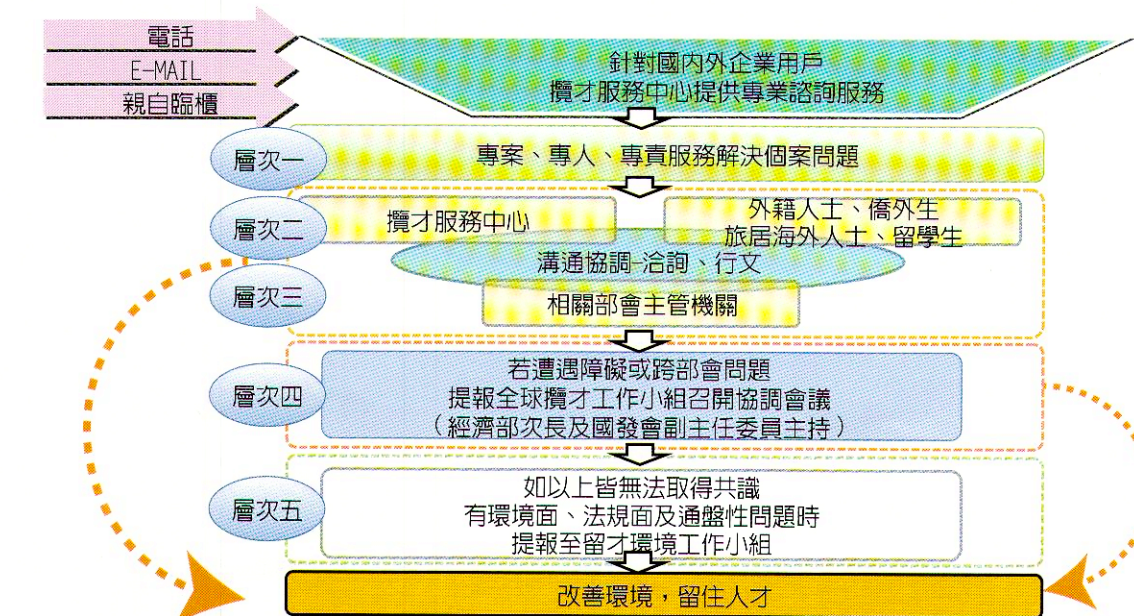 電話
E-MAIL
親自臨櫃
針對國內外企業用戶
攬才服務中心提供專業諮詢服務
層次一
專案、專人、專責服務解決個案問題
層次二
攬才服務中心
外籍人士、僑外生
旅居海外人士、留學生
溝通協調-洽詢、行文
層次三
相關部會主管機關
層次四
若遭遇障礙或跨部會問題
提報全球攬才工作小組召開協調會議
(經濟部次長及國發會副主任委員主持)
層次五
如以上皆無法取得共識
有環境面、法規面及通盤性問題時
提報至留才環境工作小組
改善環境，留住人才